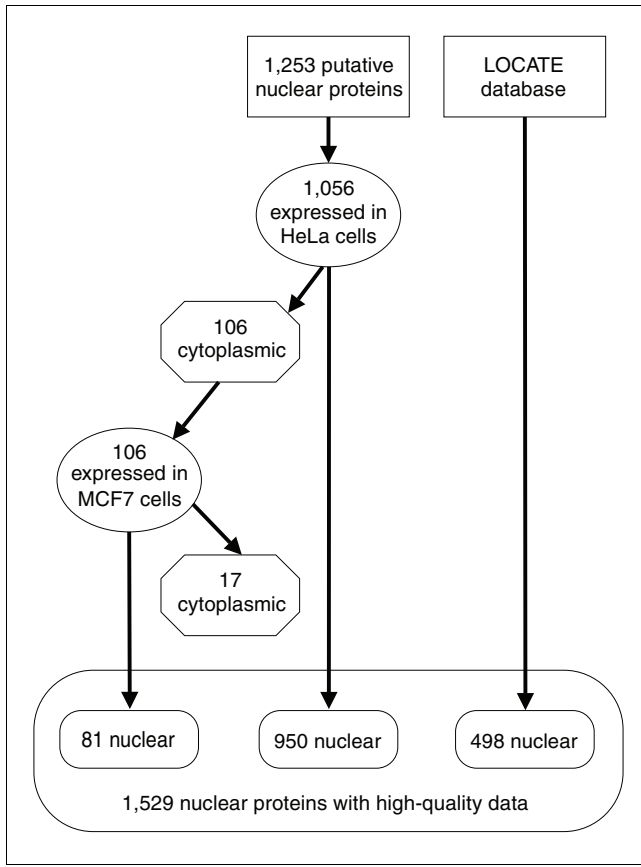 1,253 putative
nuclear proteins
LOCATE
database
1,056
expressed in
HeLa cells
106
cytoplasmic
106
expressed in
MCF7 cells
17
cytoplasmic
81 nuclear
950 nuclear
498 nuclear
1,529 nuclear proteins with high-quality data